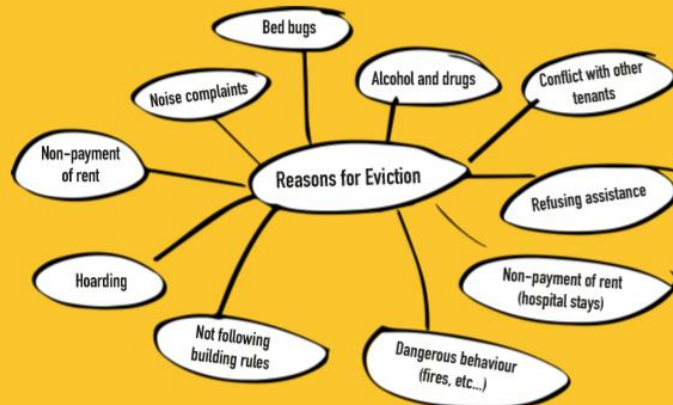 Bed bugs
Alcohol and drugs
Conflict with other
tenants
Noise complaints
Non-payment
of rent
Reasons for Eviction
Refusing assistance
Hoarding
Non-payment of rent
(hospital stays)
Not following
building rules
Dangerous behaviour
(fires, etc...)